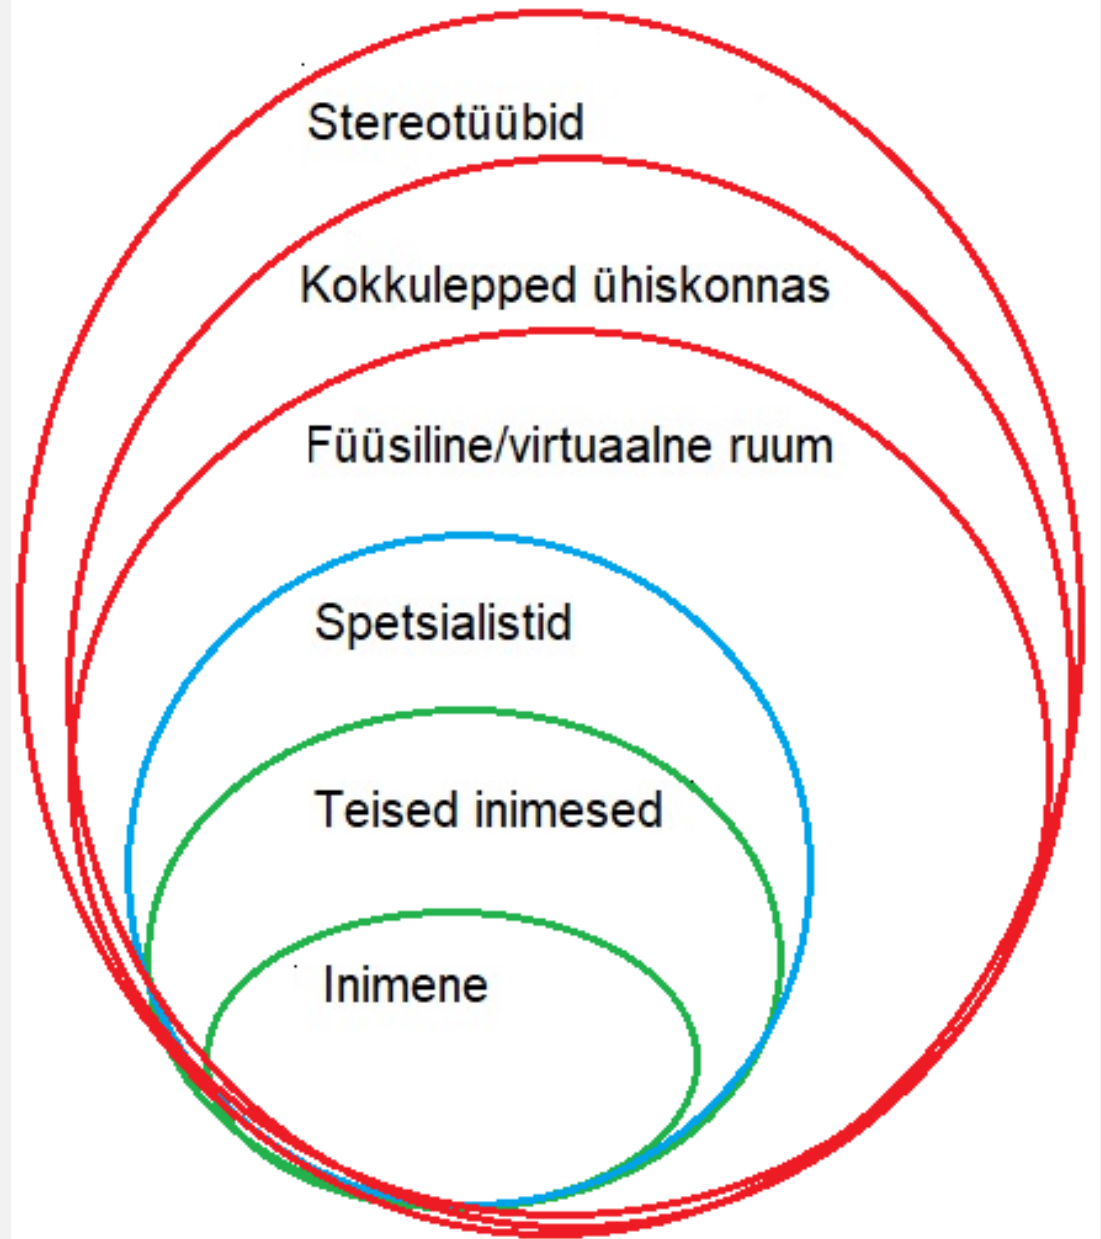 Stereotüübid
Kokkulepped ühiskonnas
Füüsiline/virtuaalne ruum
Spetsialistid
Teised inimesed
Inimene